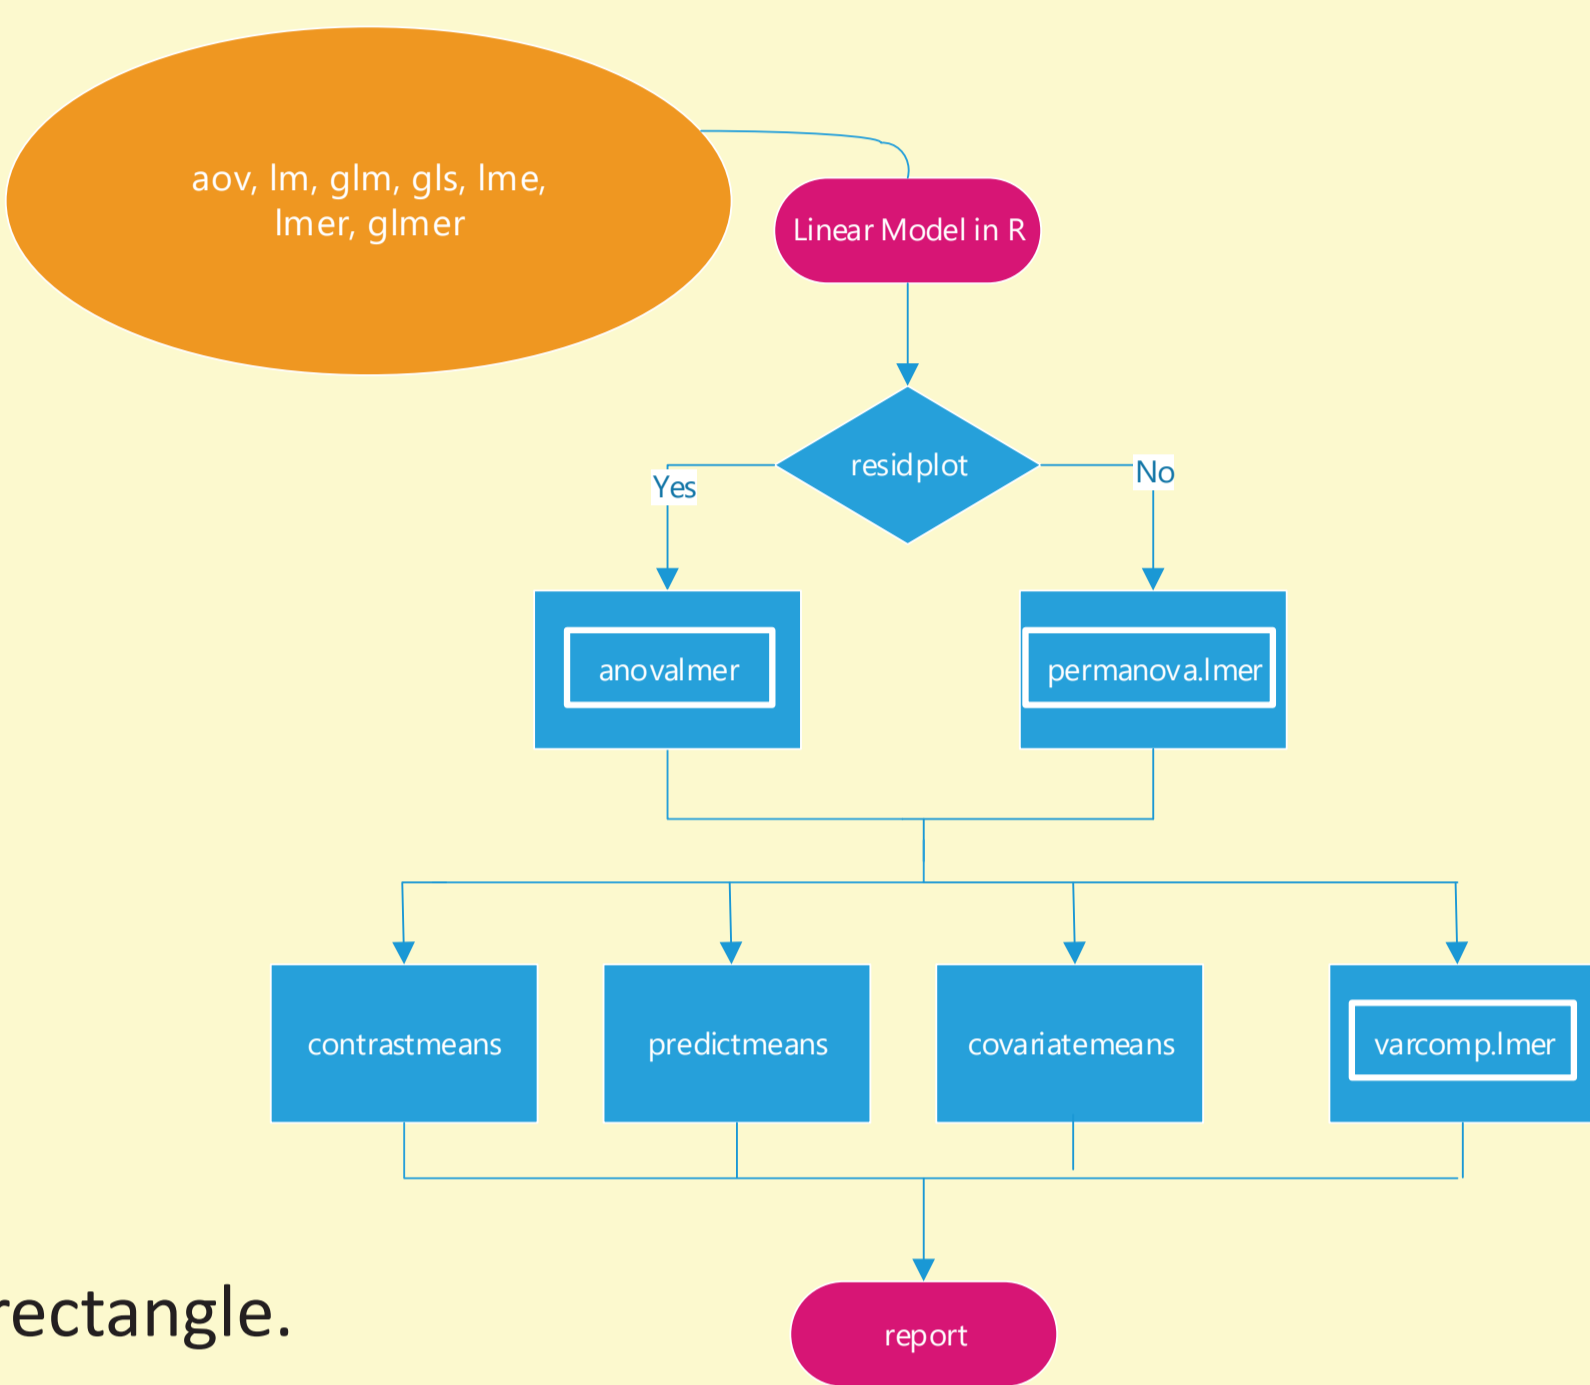 aov, lm, glm, gls, lme,
lmer, glmer
Linear Model in R
residplot
Yes
No
anovalmer
permanova.lmer
contrastmeans
predictmeans
covariatemeans
varcomp.lmer
rectangle.
report